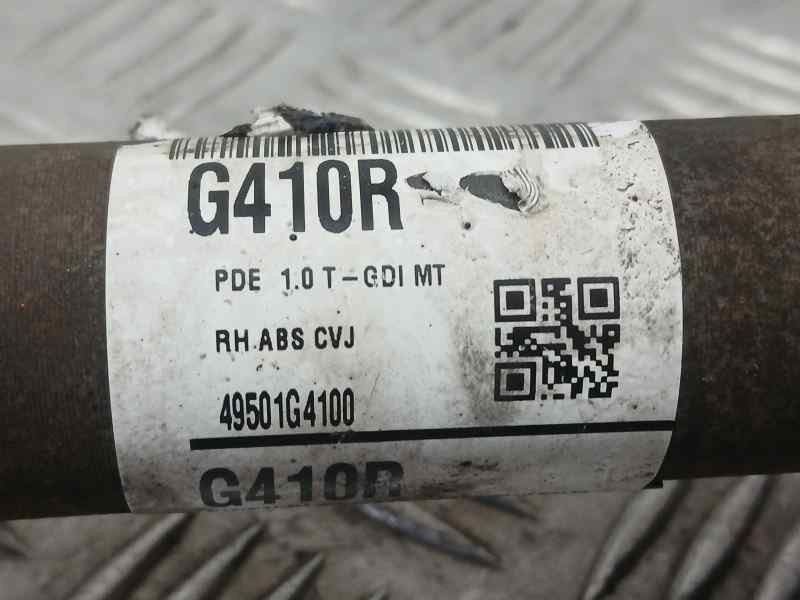 G410R
PDE 1.0 T-GDI MT
RH ABS CVJ
49501G4100
G410R